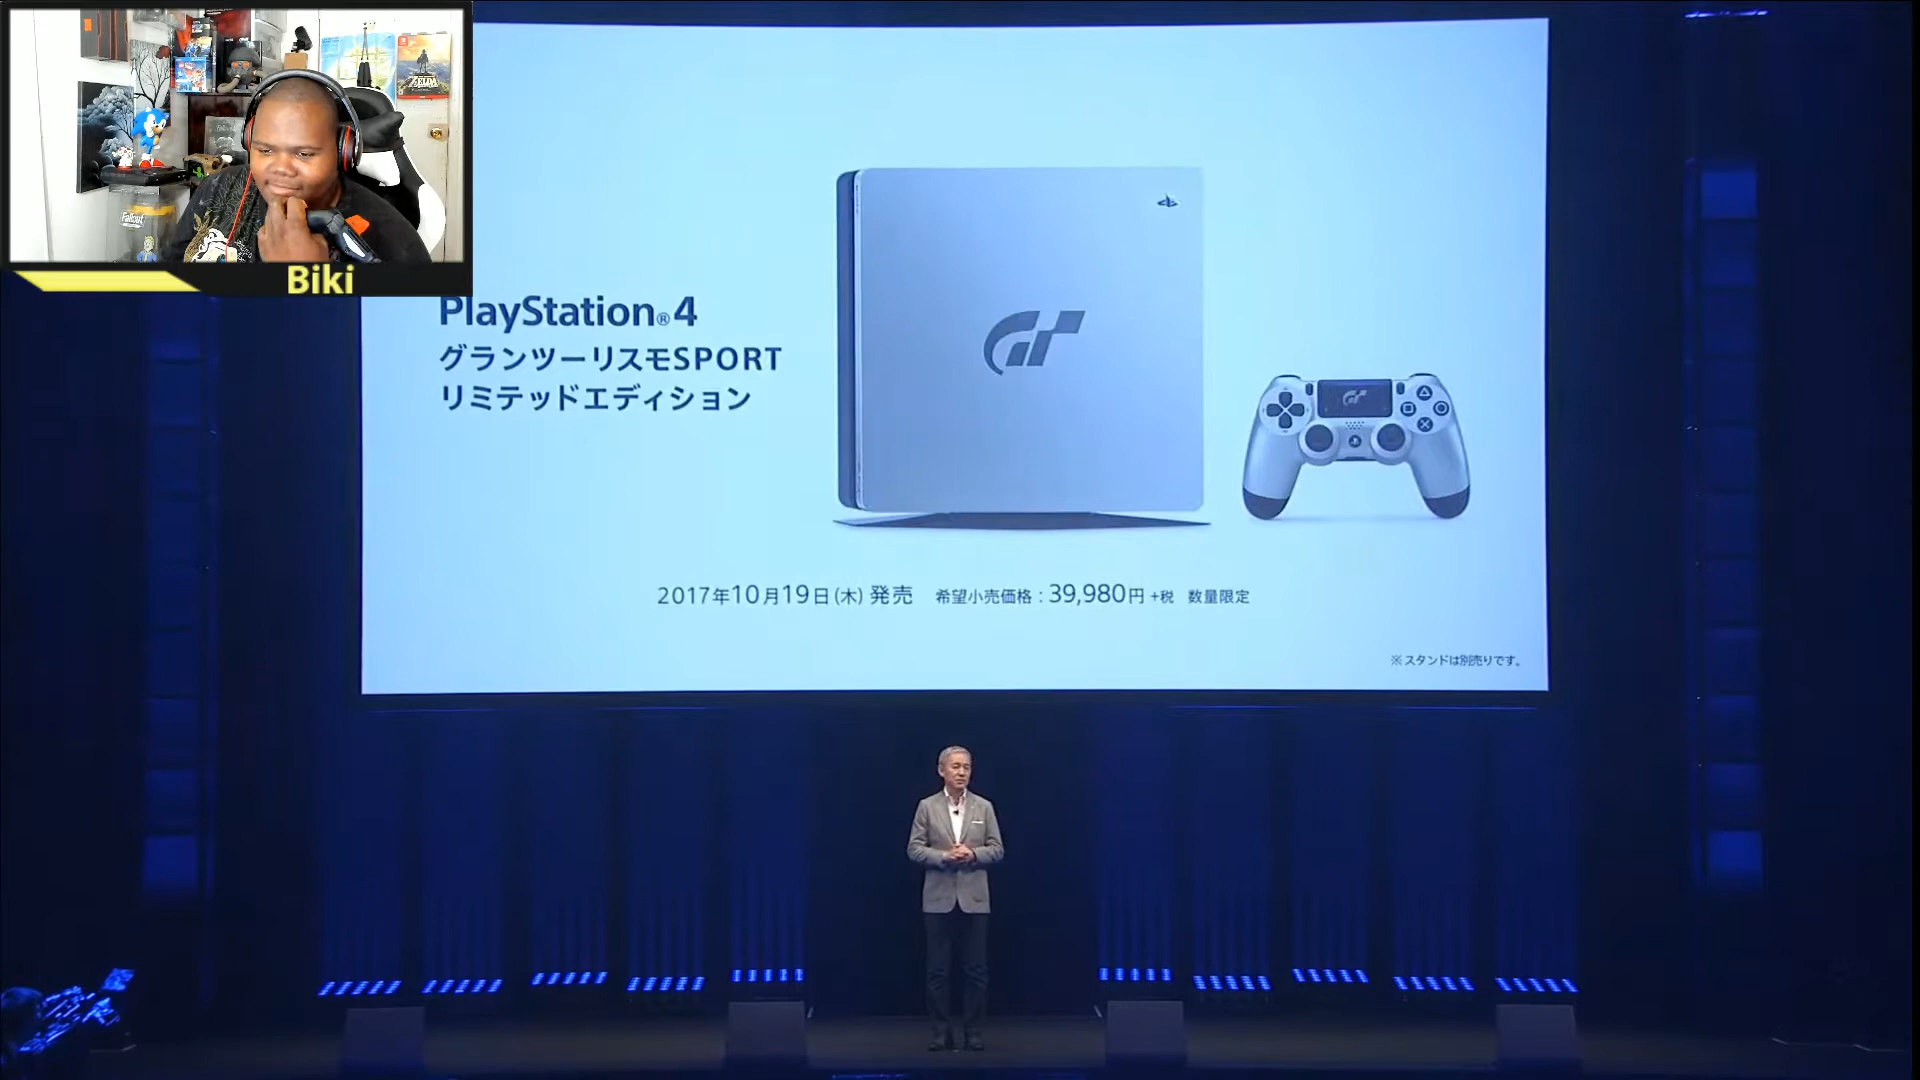 ZELDA
Fallout
Biki
PlayStation®4
グランツーリスモSPORT
リミテッドエディション
2017年10月19日(木) 発売 希望小売価格:39,980円+税 数量限定
※スタンドは別売りです。